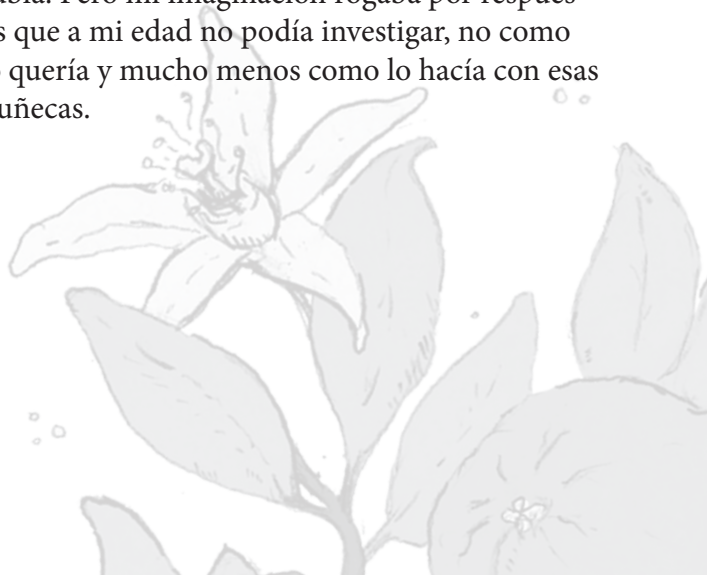 abía. Pero mi imaginación rogaba por respues
s que a mi edad no podía investigar, no como
quería y mucho menos como lo hacía con esas
uñecas.